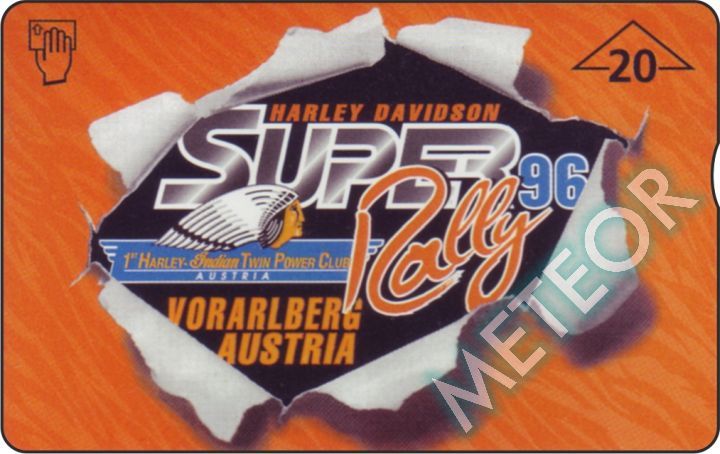 20
HARLEY DAVIDSON
SUPER
Rally 96
1ST HARLEY-Indian TWIN POWER CLUB
AUSTRIA
VORARLBERG
AUSTRIA
METEOR